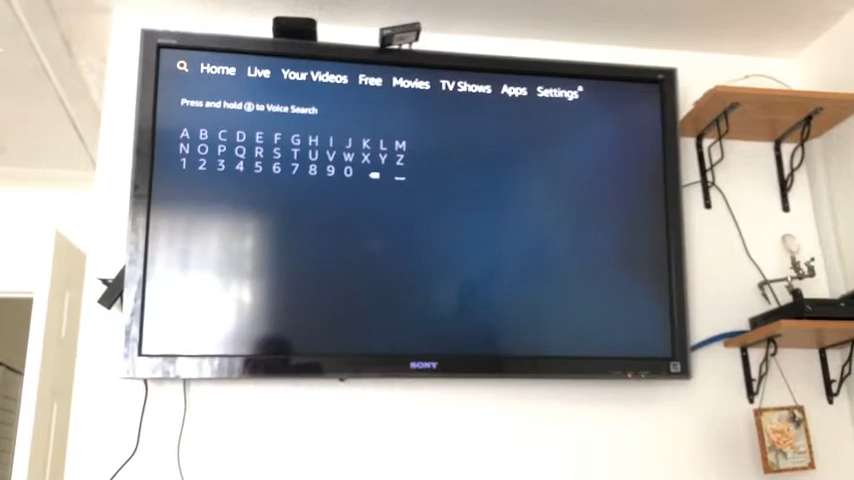 Home Live Your Videos Free Movies TV Shows Apps Settings
Press and hold to Voice Search
A B C D E F G H I J K L M
N O P Q R S T U V W X Y Z
1 2 3 4 5 6 7 8 9 0
SONY